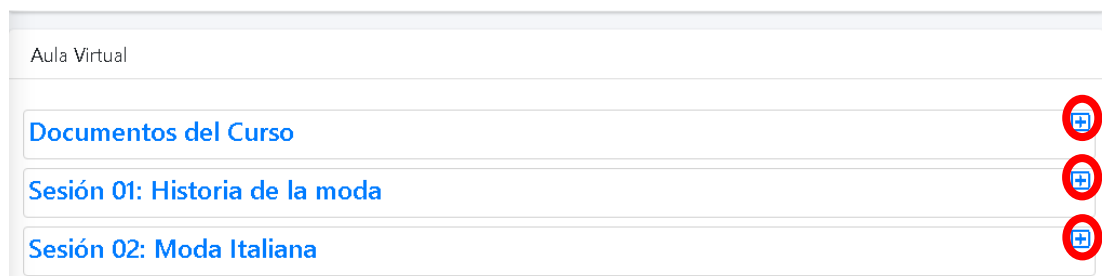 Aula Virtual
Documentos del Curso
Sesión 01: Historia de la moda
Sesión 02: Moda Italiana